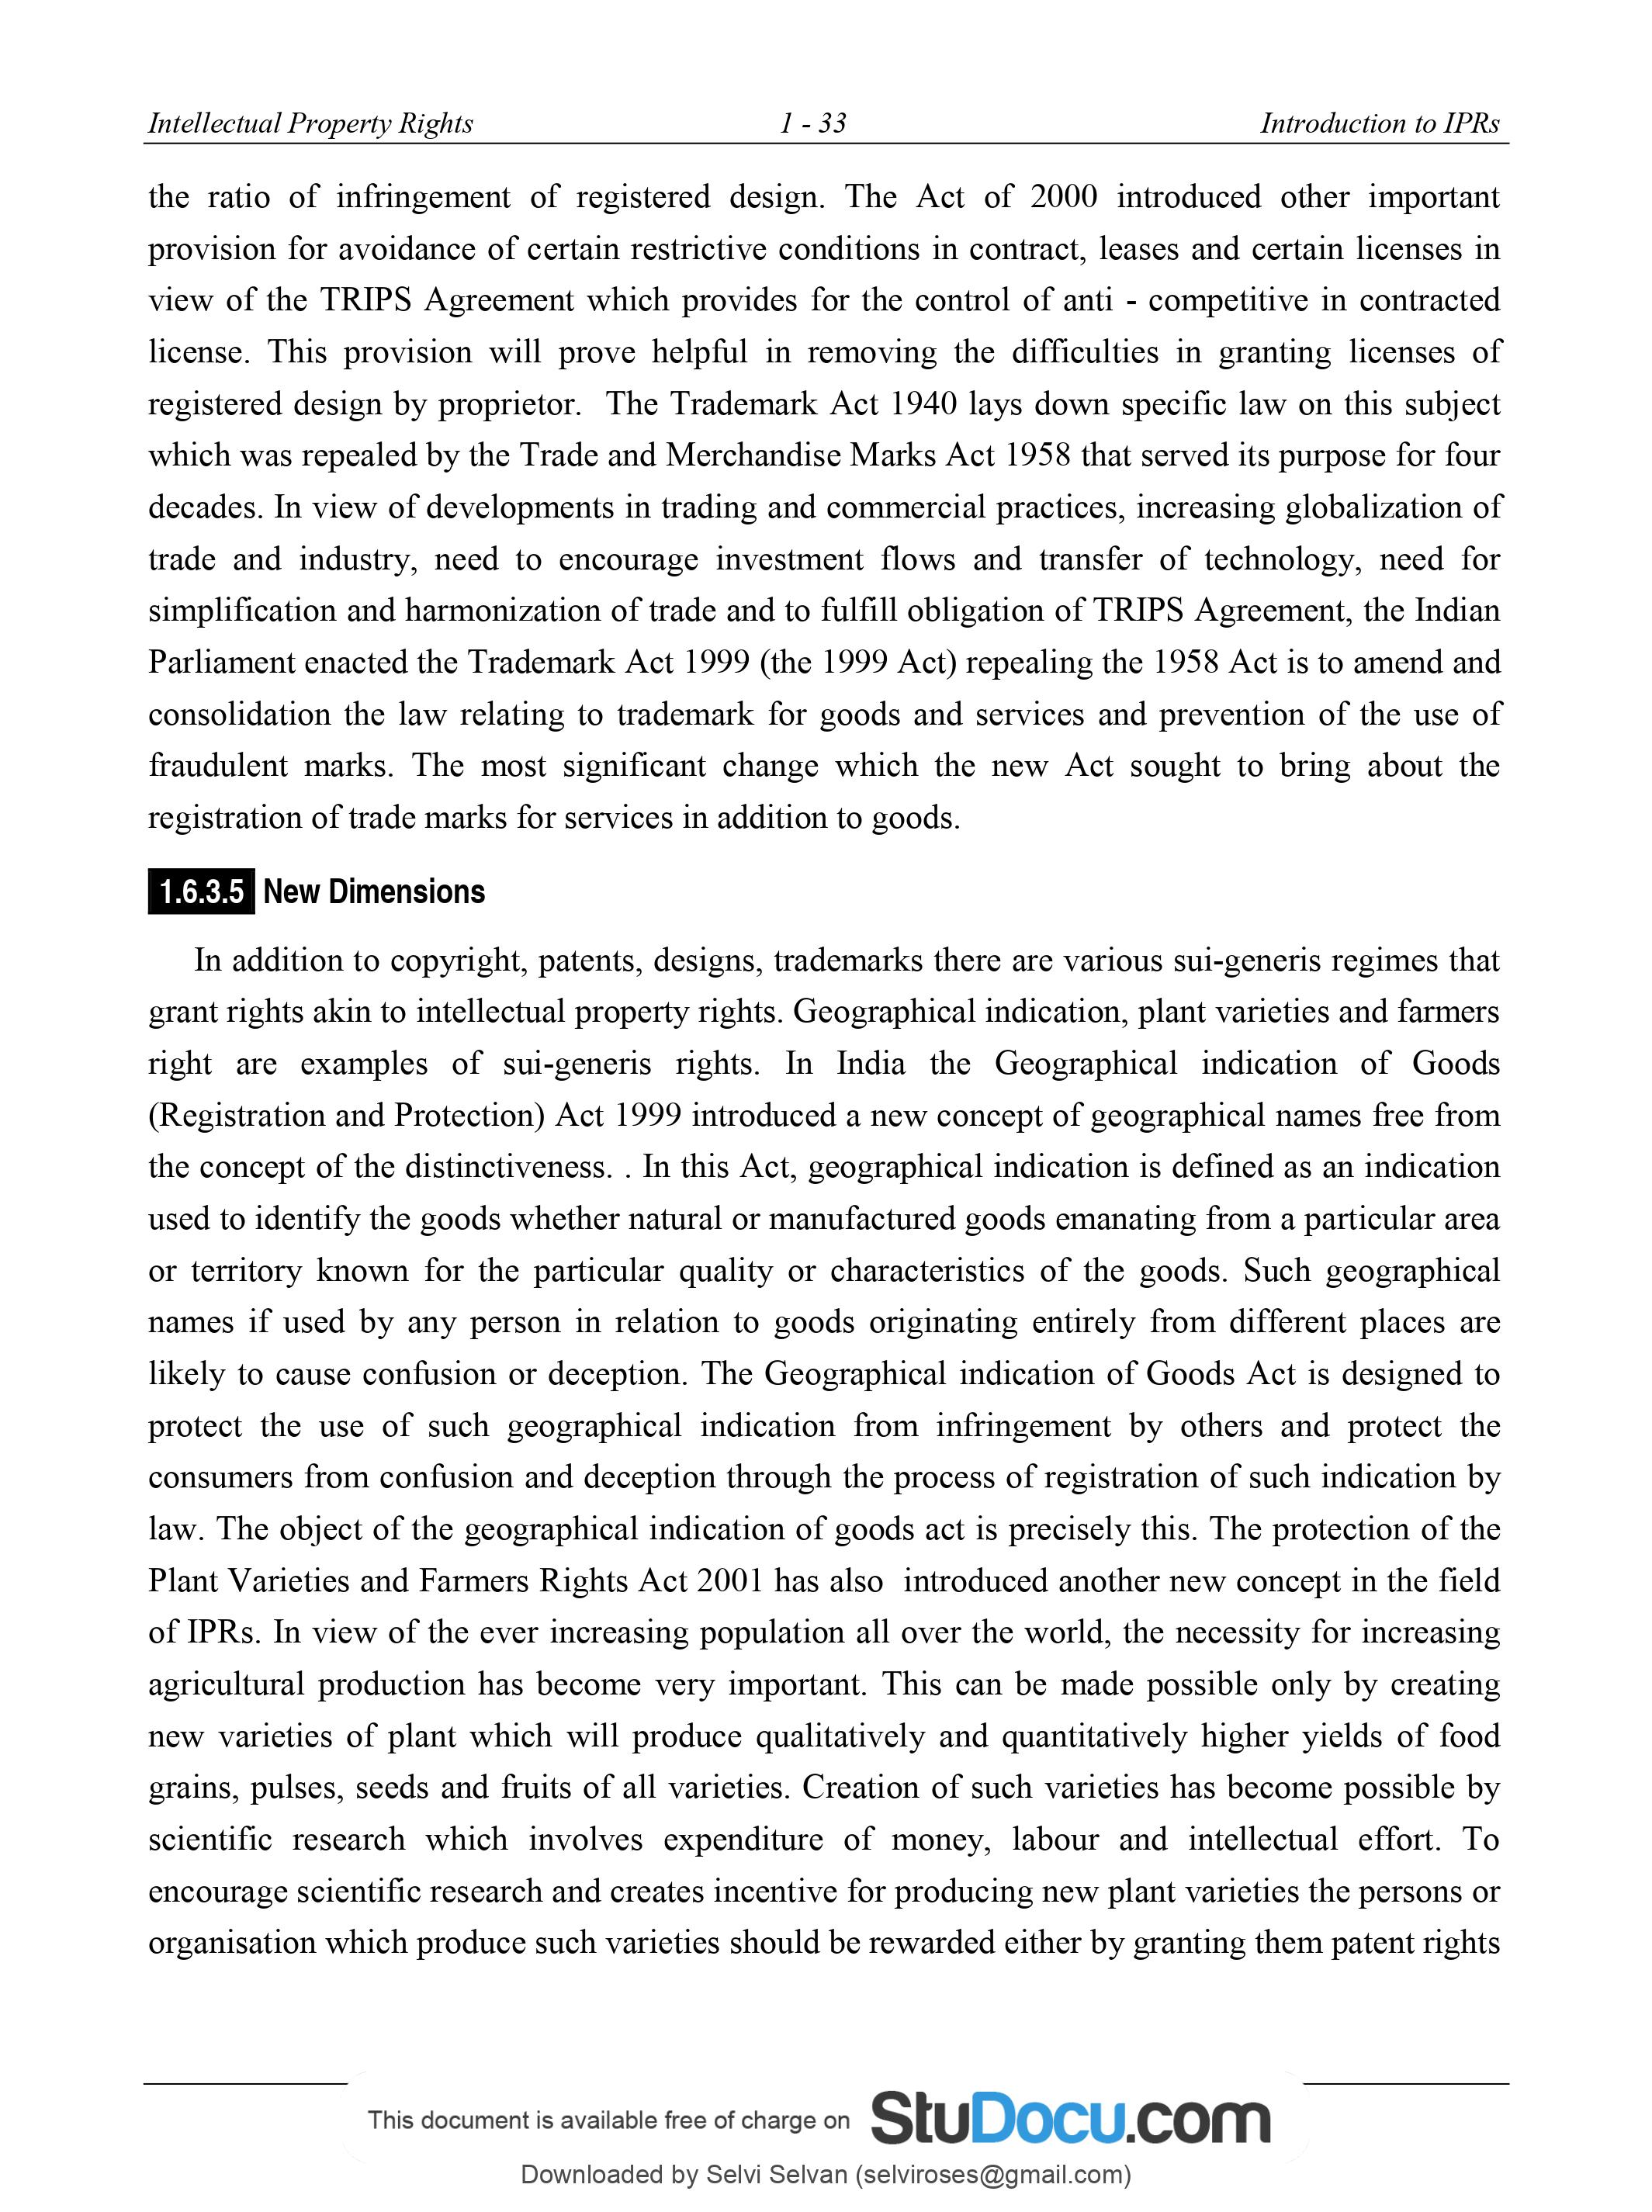 Intellectual Property Rights 1 - 33 Introduction to IPRs
the ratio of infringement of registered design. The Act of 2000 introduced other important
provision for avoidance of certain restrictive conditions in contract, leases and certain licenses in
view of the TRIPS Agreement which provides for the control of anti - competitive in contracted
license. This provision will prove helpful in removing the difficulties in granting licenses of
registered design by proprietor. The Trademark Act 1940 lays down specific law on this subject
which was repealed by the Trade and Merchandise Marks Act 1958 that served its purpose for four
decades. In view of developments in trading and commercial practices, increasing globalization of
trade and industry, need to encourage investment flows and transfer of technology, need for
simplification and harmonization of trade and to fulfill obligation of TRIPS Agreement, the Indian
Parliament enacted the Trademark Act 1999 (the 1999 Act) repealing the 1958 Act is to amend and
consolidation the law relating to trademark for goods and services and prevention of the use of
fraudulent marks. The most significant change which the new Act sought to bring about the
registration of trade marks for services in addition to goods.
1.6.3.5 New Dimensions
In addition to copyright, patents, designs, trademarks there are various sui-generis regimes that
grant rights akin to intellectual property rights. Geographical indication, plant varieties and farmers
right are examples of sui-generis rights. In India the Geographical indication of Goods
(Registration and Protection) Act 1999 introduced a new concept of geographical names free from
the concept of the distinctiveness. . In this Act, geographical indication is defined as an indication
used to identify the goods whether natural or manufactured goods emanating from a particular area
or territory known for the particular quality or characteristics of the goods. Such geographical
names if used by any person in relation to goods originating entirely from different places are
likely to cause confusion or deception. The Geographical indication of Goods Act is designed to
protect the use of such geographical indication from infringement by others and protect the
consumers from confusion and deception through the process of registration of such indication by
law. The object of the geographical indication of goods act is precisely this. The protection of the
Plant Varieties and Farmers Rights Act 2001 has also introduced another new concept in the field
of IPRs. In view of the ever increasing population all over the world, the necessity for increasing
agricultural production has become very important. This can be made possible only by creating
new varieties of plant which will produce qualitatively and quantitatively higher yields of food
grains, pulses, seeds and fruits of all varieties. Creation of such varieties has become possible by
scientific research which involves expenditure of money, labour and intellectual effort. To
encourage scientific research and creates incentive for producing new plant varieties the persons or
organisation which produce such varieties should be rewarded either by granting them patent rights
This document is available free of charge on StuDocu.com
Downloaded by Selvi Selvan (selviroses@gmail.com)